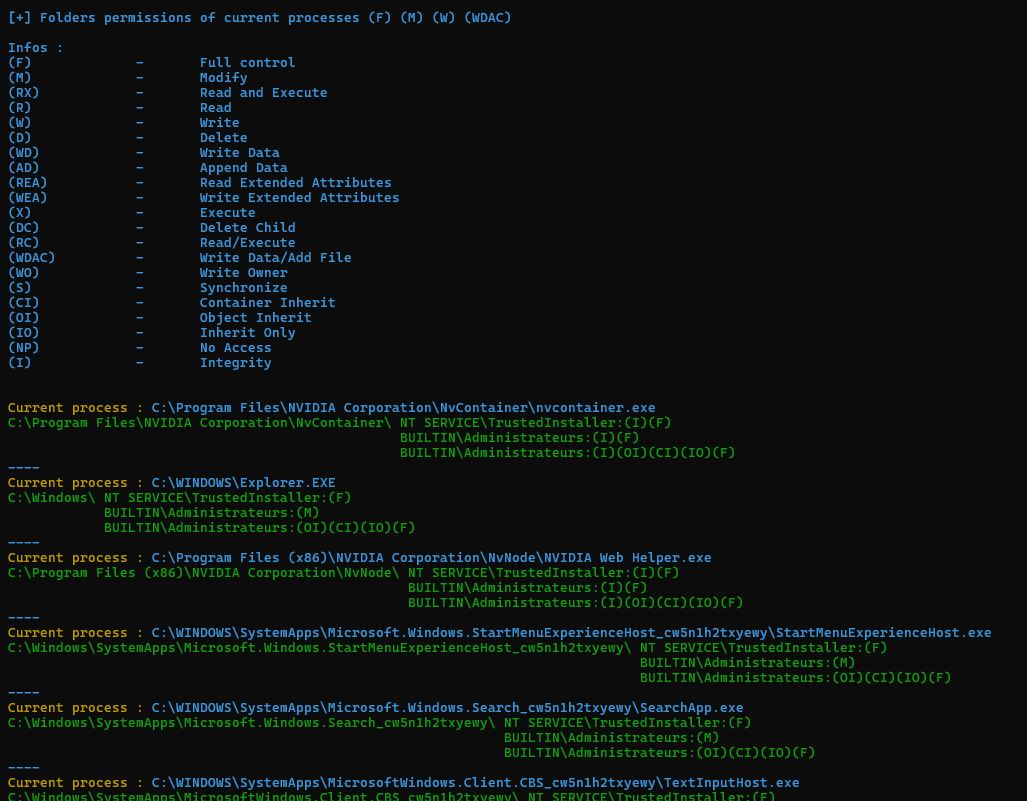 [+] Folders permissions of current processes (F) (M) (W) (WDAC)
Infos :
(F) - Full control
(M) - Modify
(RX) - Read and Execute
(R) - Read
(W) - Write
(D) - Delete
(WD) - Write Data
(AD) - Append Data
(REA) - Read Extended Attributes
(WEA) - Write Extended Attributes
(X) - Execute
(DC) - Delete Child
(RC) - Read/Execute
(WDAC) - Write Data/Add File
(WO) - Write Owner
(S) - Synchronize
(CI) - Container Inherit
(OI) - Object Inherit
(IO) - Inherit Only
(NP) - No Access
(I) - Integrity
Current process : C:\Program Files\NVIDIA Corporation\NvContainer\nvcontainer.exe
C:\Program Files\NVIDIA Corporation\NvContainer\ NT SERVICE\TrustedInstaller:(I)(F)
BUILTIN\Administrateurs:(I)(F)
BUILTIN\Administrateurs:(I)(OI)(CI)(IO)(F)
----
Current process : C:\WINDOWS\Explorer.EXE
C:\Windows\ NT SERVICE\TrustedInstaller:(F)
BUILTIN\Administrateurs:(M)
BUILTIN\Administrateurs:(OI)(CI)(IO)(F)
----
Current process : C:\Program Files (x86)\NVIDIA Corporation\NvNode\NVIDIA Web Helper.exe
C:\Program Files (x86)\NVIDIA Corporation\NvNode\ NT SERVICE\TrustedInstaller:(I)(F)
BUILTIN\Administrateurs:(I)(F)
BUILTIN\Administrateurs:(I)(OI)(CI)(IO)(F)
----
Current process : C:\WINDOWS\SystemApps\Microsoft.Windows.StartMenuExperienceHost_cw5n1h2txyewy\StartMenuExperienceHost.exe
C:\Windows\SystemApps\Microsoft.Windows.StartMenuExperienceHost_cw5n1h2txyewy\ NT SERVICE\TrustedInstaller:(F)
BUILTIN\Administrateurs:(M)
BUILTIN\Administrateurs:(OI)(CI)(IO)(F)
----
Current process : C:\WINDOWS\SystemApps\Microsoft.Windows.Search_cw5n1h2txyewy\SearchApp.exe
C:\Windows\SystemApps\Microsoft.Windows.Search_cw5n1h2txyewy\ NT SERVICE\TrustedInstaller:(F)
BUILTIN\Administrateurs:(M)
BUILTIN\Administrateurs:(OI)(CI)(IO)(F)
----
Current process : C:\WINDOWS\SystemApps\MicrosoftWindows.Client.CBS_cw5n1h2txyewy\TextInputHost.exe
C:\Windows\SystemApps\MicrosoftWindows.Client.CBS_cw5n1h2txyewy\ NT SERVICE\TrustedInstaller:(F)